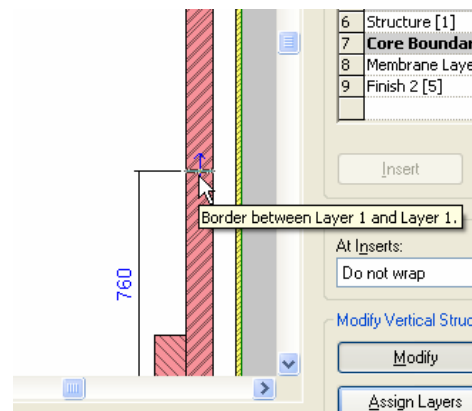 6 Structure [1]
7 Core Boundar
8 Membrane Laye
9 Finish 2 [5]
Insert
Border between Layer 1 and Layer 1.
At Inserts:
Do not wrap
760
Modify Vertical Struc
Modify
Assign Layers